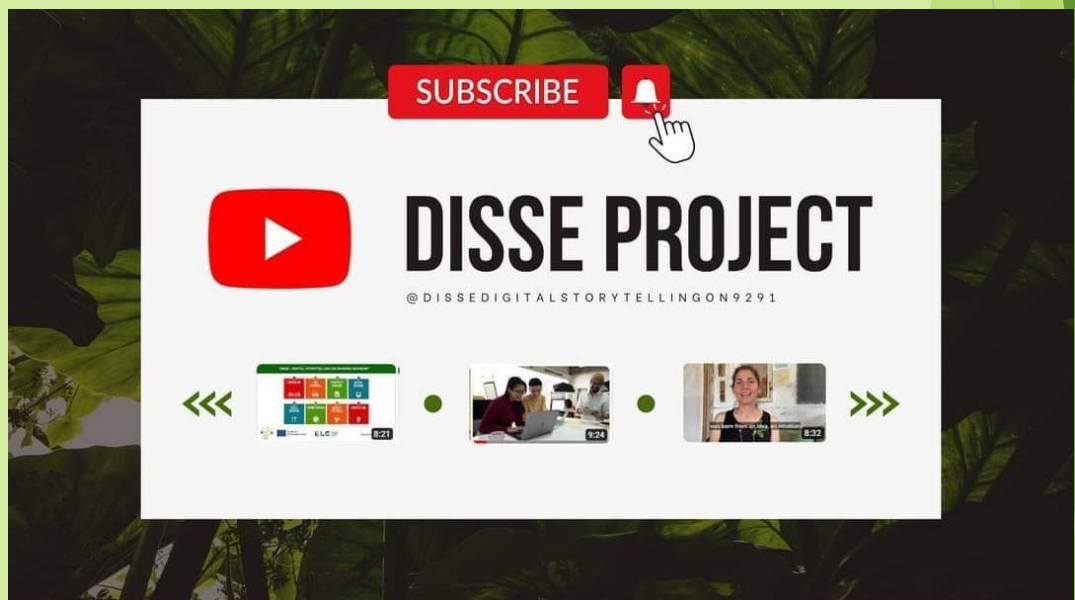 SUBSCRIBE
DISSE PROJECT
@DISSEDIGITALSTORYTELLINGON9291
8:21
9:24
was born from an idea, an intuition
8:32